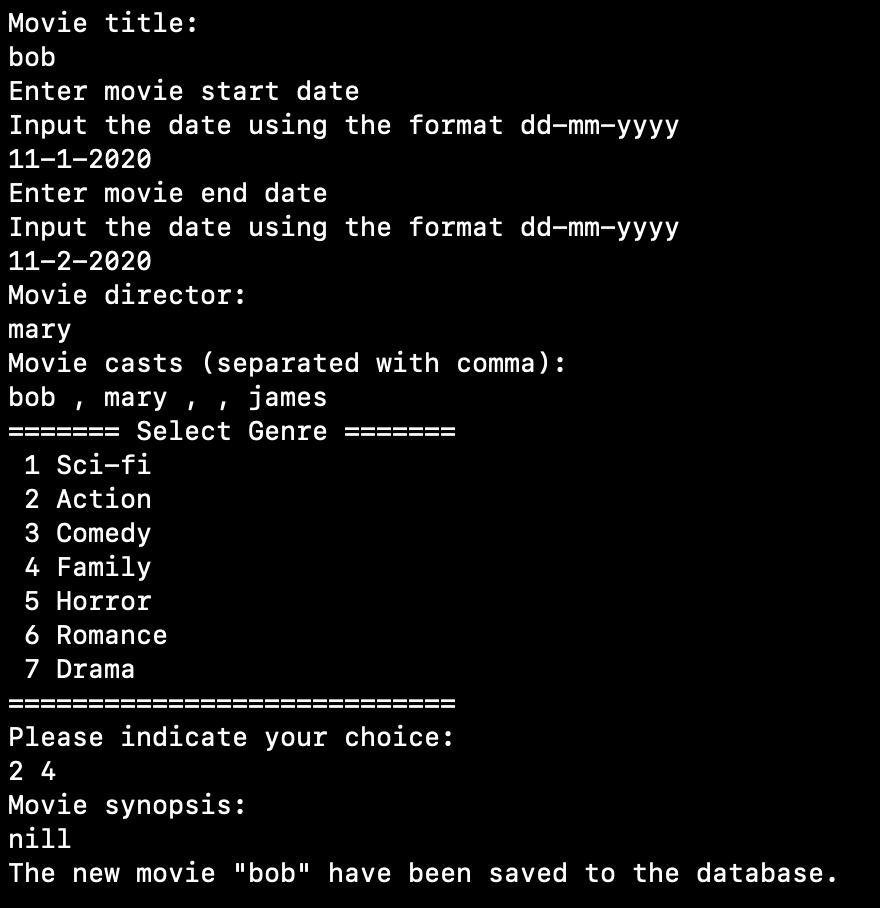 Movie title:
bob
Enter movie start date
Input the date using the format dd-mm-yyyy
11-1-2020
Enter movie end date
Input the date using the format dd-mm-yyyy
11-2-2020
Movie director:
mary
Movie casts (separated with comma):
bob , mary , , james
======= Select Genre =======
1 Sci-fi
2 Action
3 Comedy
4 Family
5 Horror
6 Romance
7 Drama
============================
Please indicate your choice:
2 4
Movie synopsis:
nill
The new movie "bob" have been saved to the database.